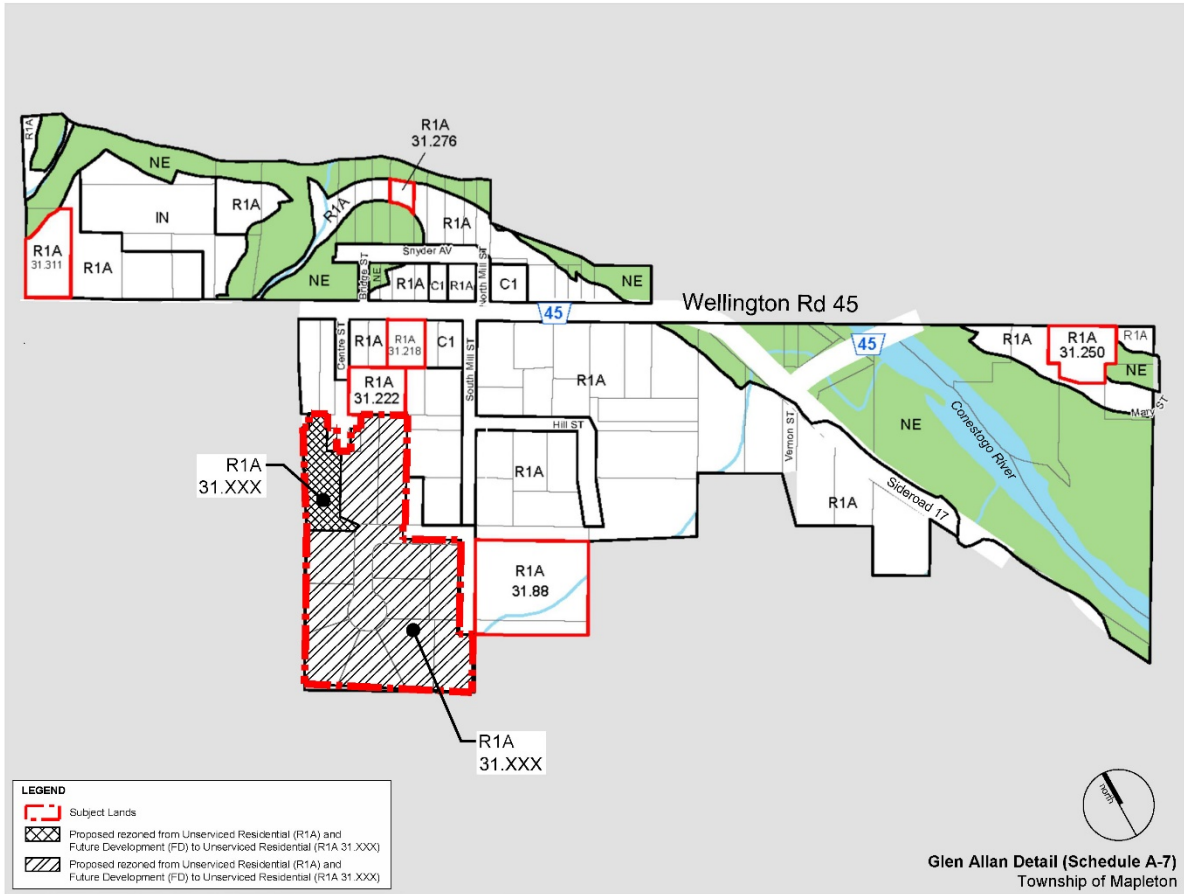 R1A
31.276
R1A
NE
R1A
IN
R1A
R1A
R1A
31.311
R1A
Snyder AV
NE
Bridge ST
NE
R1A
C1
R1A
North Mill ST
C1
NE
Wellington Rd 45
45
45
Centre ST
R1A
R1A
31.218
C1
South Mill ST
R1A
R1A
R1A
31.250
R1A
NE
Mary ST
R1A
31.222
Hill ST
Vernon ST.
NE
Conestogo River
R1A
31.XXX
R1A
Sideroad 17
R1A
R1A
31.88
R1A
31.XXX
LEGEND
Subject Lands
Proposed rezoned from Unserviced Residential (R1A) and
Future Development (FD) to Unserviced Residential (R1A 31.XXX)
Proposed rezoned from Unserviced Residential (R1A) and
Future Development (FD) to Unserviced Residential (R1A 31.XXX)
north
Glen Allan Detail (Schedule A-7)
Township of Mapleton